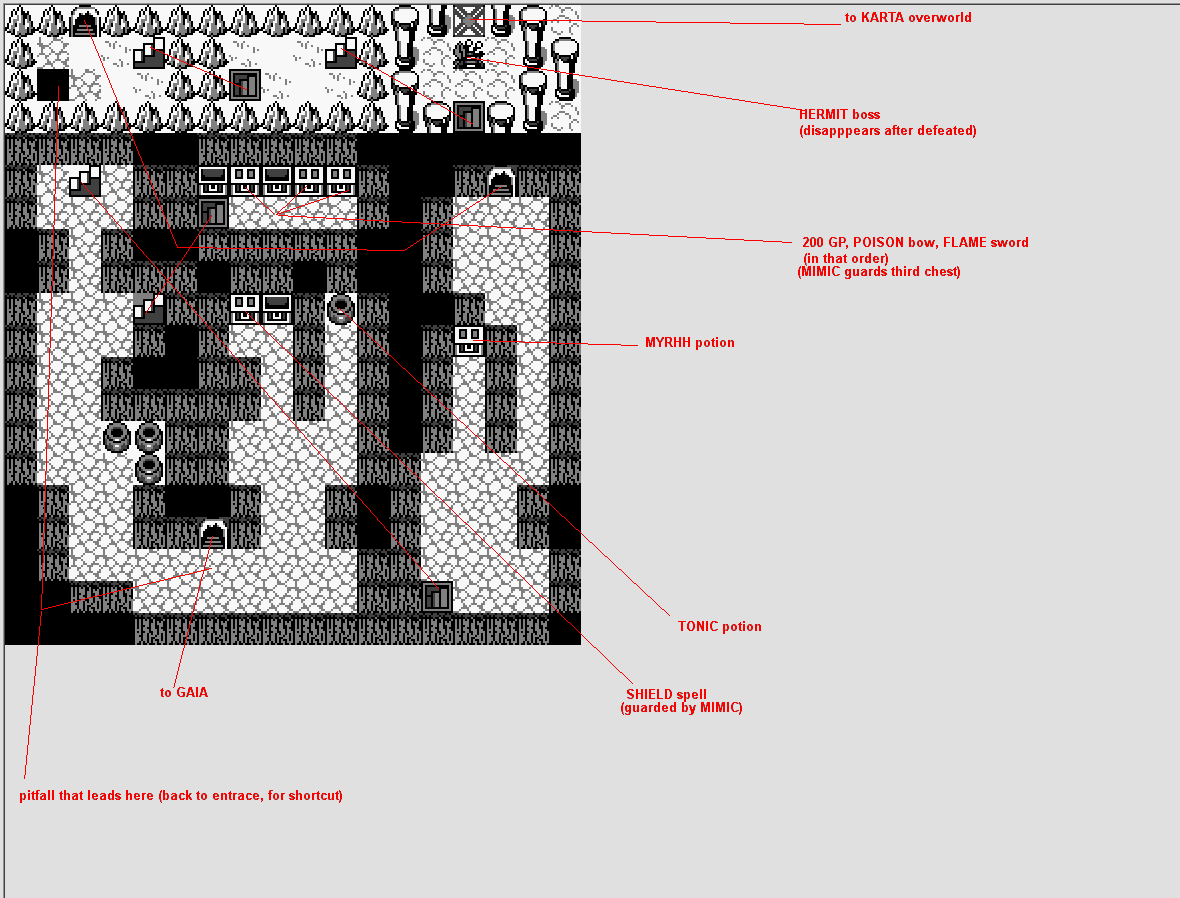 to KARTA overworld
HERMIT boss
(disapppears after defeated)
200 GP, POISON bow, FLAME sword
(in that order)
(MIMIC guards third chest)
MYRHH potion
TONIC potion
to GAIA
SHIELD spell
(guarded by MIMIC)
pitfall that leads here (back to entrace, for shortcut)